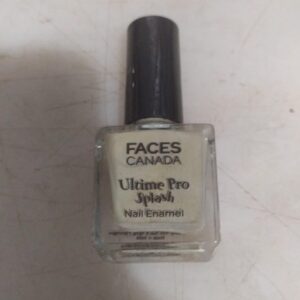 FACES
CANADA
Ultime Pro
Splash
Nail Enamel